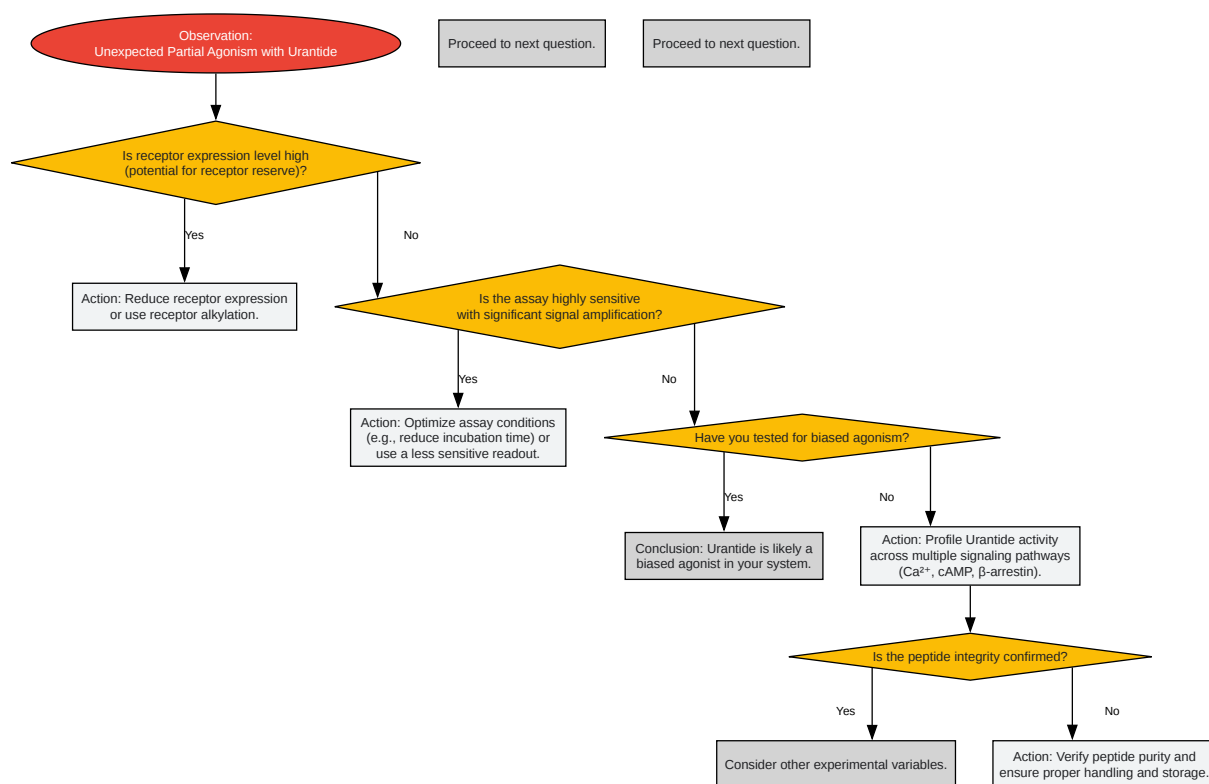 Observation:
Unexpected Partial Agonism with Urantide
Proceed to next question.
Proceed to next question.
Is receptor expression level high
(potential for receptor reserve)?
Yes
No
Action: Reduce receptor expression
or use receptor alkylation.
Is the assay highly sensitive
with significant signal amplification?
Yes
No
Action: Optimize assay conditions
(e.g., reduce incubation time) or
use a less sensitive readout.
Have you tested for biased agonism?
Yes
No
Conclusion: Urantide is likely a
biased agonist in your system.
Action: Profile Urantide activity
across multiple signaling pathways
(Ca²⁺, cAMP, β-arrestin).
Is the peptide integrity confirmed?
Yes
No
Consider other experimental variables.
Action: Verify peptide purity and
ensure proper handling and storage.